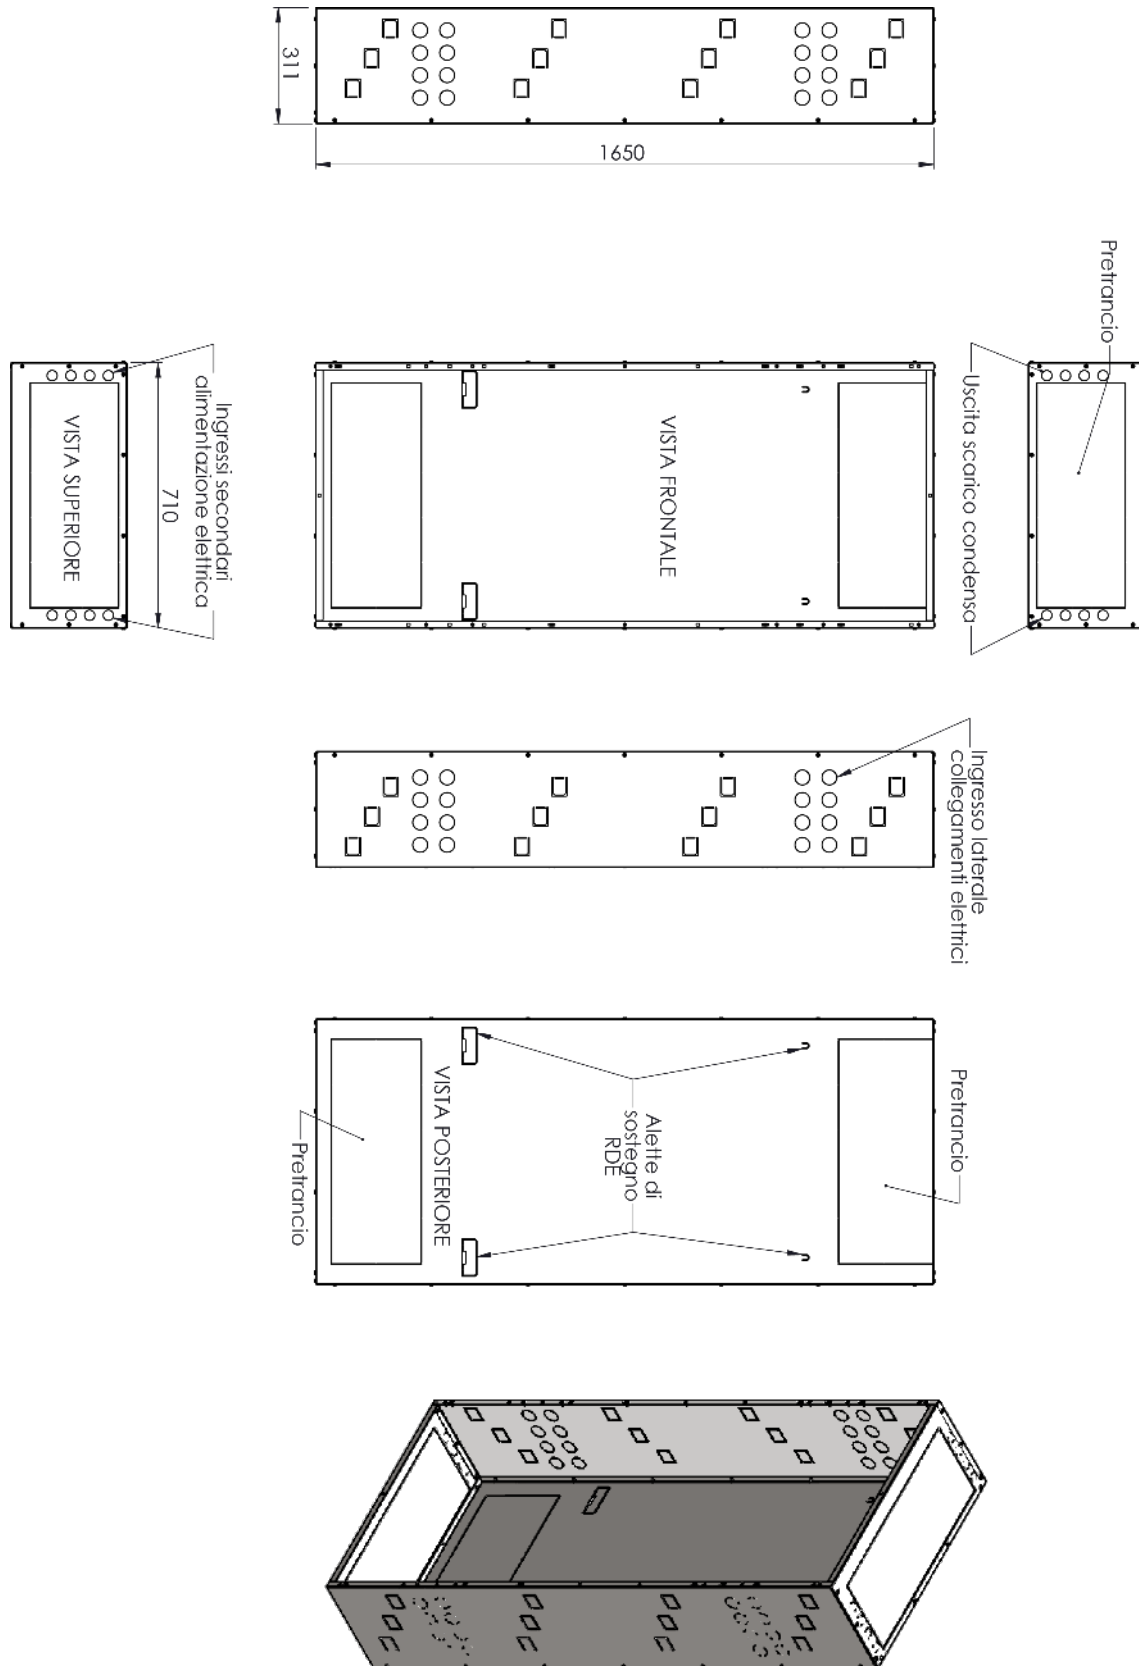 311
1650
Pretrancio
Uscita scarico condensa
VISTA FRONTALE
710
Ingressi secondari
alimentazione elettrica
VISTA SUPERIORE
Ingresso laterale
collegamenti elettrici
Pretrancio
Alette di
sostegno
RDE
VISTA POSTERIORE
Pretrancio